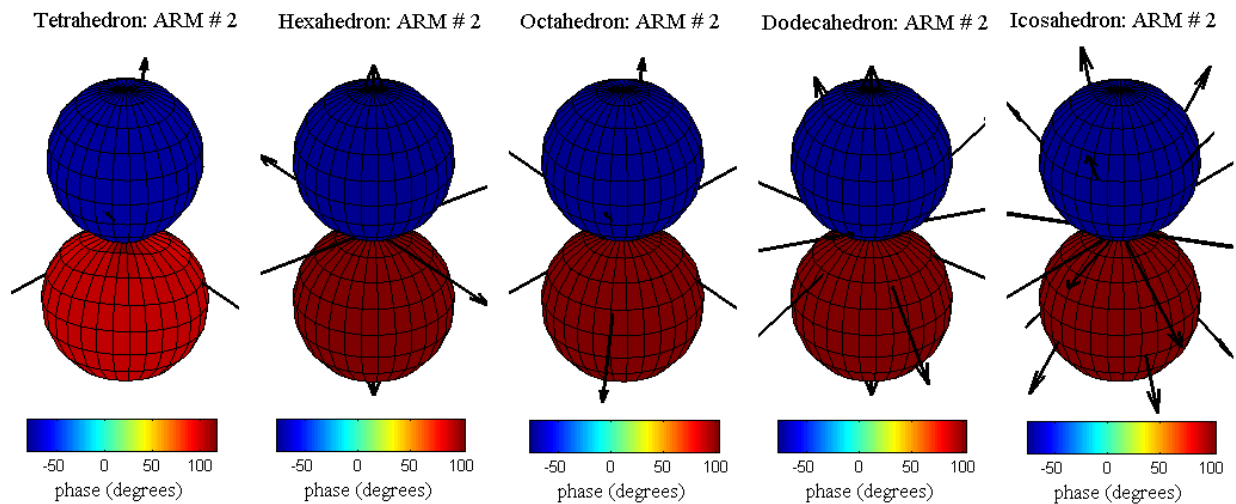 Tetrahedron: ARM # 2
Hexahedron: ARM # 2
Octahedron: ARM # 2
Dodecahedron: ARM # 2
Icosahedron: ARM # 2
-50 0 50 100
phase (degrees)
-50 0 50 100
phase (degrees)
-50 0 50 100
phase (degrees)
-50 0 50 100
phase (degrees)
-50 0 50 100
phase (degrees)